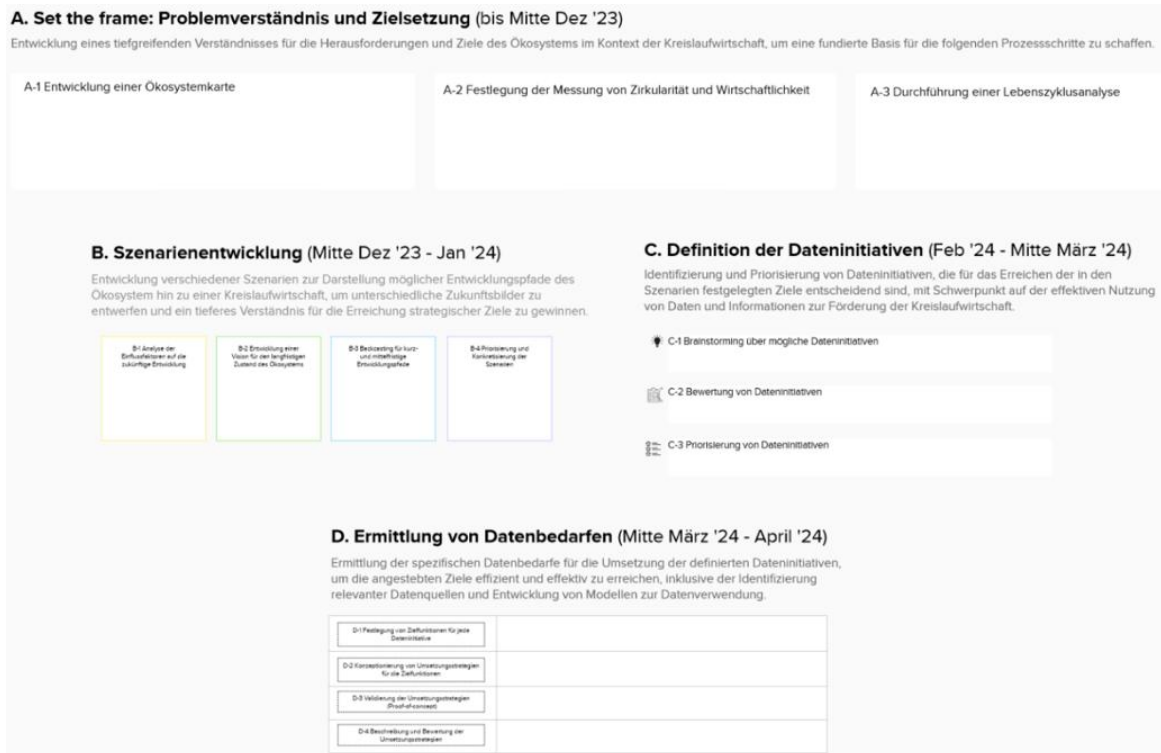 A. Set the frame: Problemverständnis und Zielsetzung (bis Mitte Dez '23)
Entwicklung eines tiefgreifenden Verständnisses für die Herausforderungen und Ziele des Ökosystems im Kontext der Kreislaufwirtschaft, um eine fundierte Basis für die folgenden Prozessschritte zu schaffen.
A-1 Entwicklung einer Ökosystemkarte
A-2 Festlegung der Messung von Zirkularität und Wirtschaftlichkeit
A-3 Durchführung einer Lebenszyklusanalyse
B. Szenarienentwicklung (Mitte Dez '23 - Jan '24)
Entwicklung verschiedener Szenarien zur Darstellung möglicher Entwicklungspfade des
Ökosystem hin zu einer Kreislaufwirtschaft, um unterschiedliche Zukunftsbilder zu
entwerfen und ein tieferes Verständnis für die Erreichung strategischer Ziele zu gewinnen.
B-1 Analyse der
Einflussfaktoren auf die
zukünftige Entwicklung
B-2 Entwicklung einer
Vision für den langfristigen
Zustand des Ökosystems
B-3 Backcasting für kurz-
und mittelfristige
Entwicklungspfade
B-4 Priorisierung und
Konkretisierung der
Szenarien
C. Definition der Dateninitiativen (Feb '24 - Mitte März '24)
Identifizierung und Priorisierung von Dateninitiativen, die für das Erreichen der in den
Szenarien festgelegten Ziele entscheidend sind, mit Schwerpunkt auf der effektiven Nutzung
von Daten und Informationen zur Förderung der Kreislaufwirtschaft.
C-1 Brainstorming über mögliche Dateninitiativen
C-2 Bewertung von Dateninitiativen
C-3 Priorisierung von Dateninitiativen
D. Ermittlung von Datenbedarfen (Mitte März '24 - April '24)
Ermittlung der spezifischen Datenbedarfe für die Umsetzung der definierten Dateninitiativen,
um die angestebten Ziele effizient und effektiv zu erreichen, inklusive der Identifizierung
relevanter Datenquellen und Entwicklung von Modellen zur Datenverwendung.
D-1 Festlegung von Zielfunktionen für jede
Dateninitiative
D-2 Konzeptionierung von Umsetzungsstrategien
für die Zielfunktionen
D-3 Validierung der Umsetzungsstrategien
(Proof-of-concept)
D-4 Beschreibung und Bewertung der
Umsetzungsstrategien